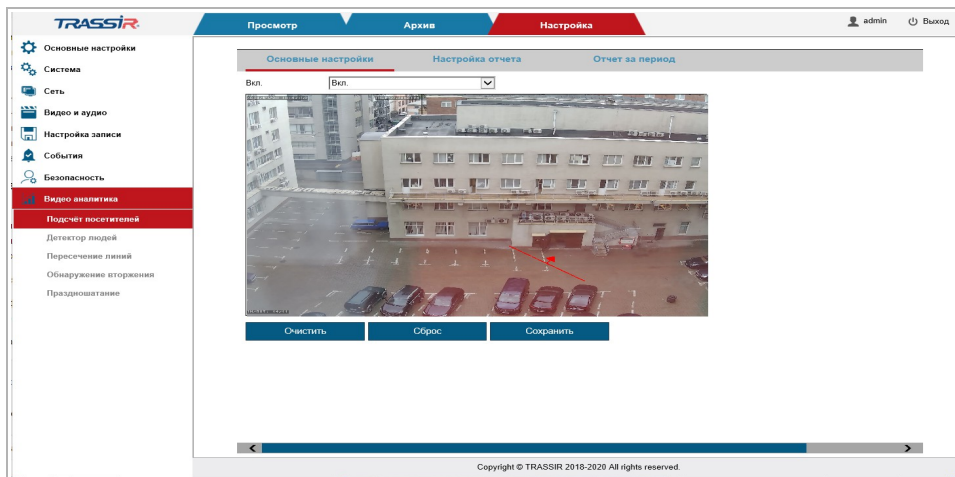 TRASSIR
Просмотр
Архив
Настройка
admin
Выход
Основные настройки
Система
Сеть
Видео и аудио
Настройка записи
События
Безопасность
Видео аналитика
Подсчёт посетителей
Детектор людей
Пересечение линий
Обнаружение вторжения
Праздношатание
Основные настройки
Настройка отчета
Отчет за период
Вкл.
Вкл.
Очистить
Сброс
Сохранить
Copyright © TRASSIR 2018-2020 All rights reserved.